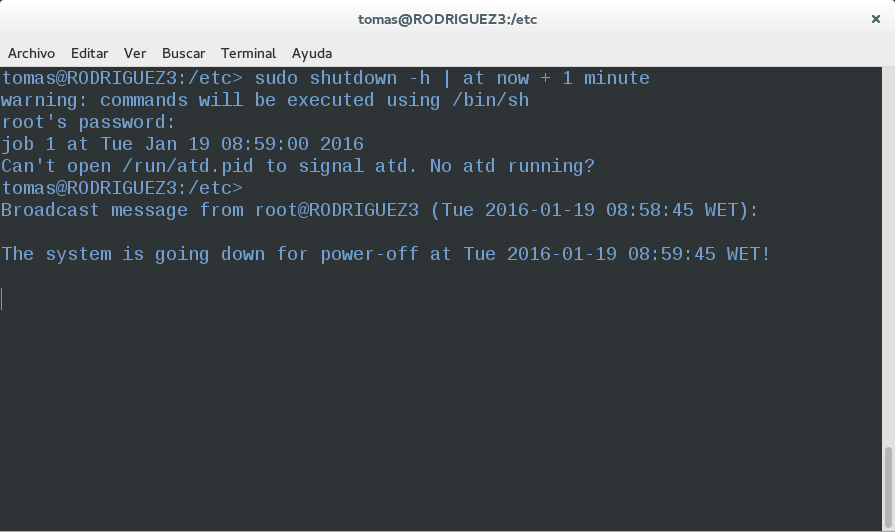 tomas@RODRIGUEZ3:/etc
×
Archivo Editar Ver Buscar Terminal Ayuda
tomas@RODRIGUEZ3:/etc> sudo shutdown -h | at now + 1 minute
warning: commands will be executed using /bin/sh
root's password:
job 1 at Tue Jan 19 08:59:00 2016
Can't open /run/atd.pid to signal atd. No atd running?
tomas@RODRIGUEZ3:/etc>
Broadcast message from root@RODRIGUEZ3 (Tue 2016-01-19 08:58:45 WET):
The system is going down for power-off at Tue 2016-01-19 08:59:45 WET!